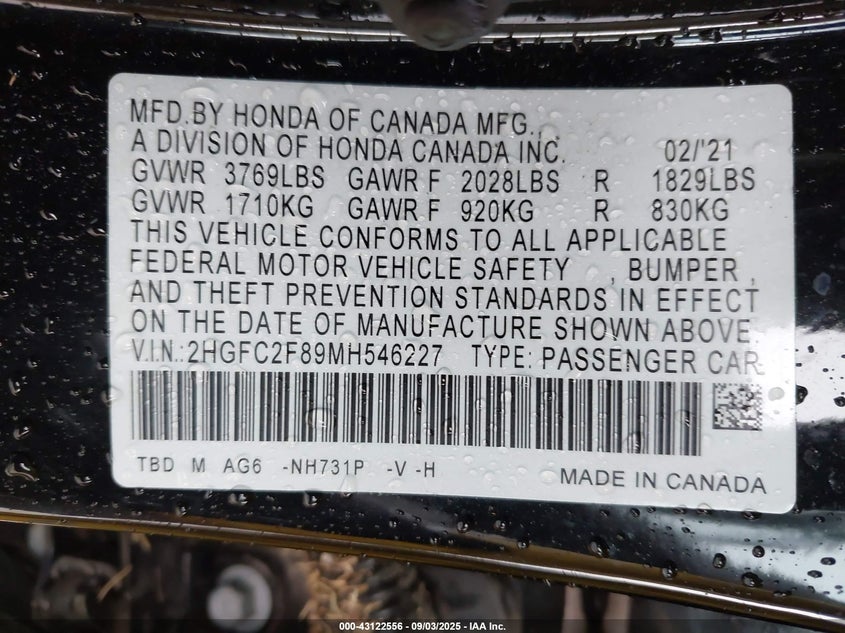 MFD.BY HONDA OF CANADA MFG.,
A DIVISION OF HONDA CANADA INC. 02/'21
GVWR 3769LBS GAWR F 2028LBS R 1829LBS
GVWR 1710KG GAWR F 920KG R 830KG
THIS VEHICLE CONFORMS TO ALL APPLICABLE
FEDERAL MOTOR VEHICLE SAFETY , BUMPER ,
AND THEFT PREVENTION STANDARDS IN EFFECT
ON THE DATE OF MANUFACTURE SHOWN ABOVE.
V.I.N.:2HGFC2F89MH546227 TYPE: PASSENGER CAR
TBD M AG6 -NH731P -V -H MADE IN CANADA
000-43122556 - 09/03/2025 - IAA Inc.